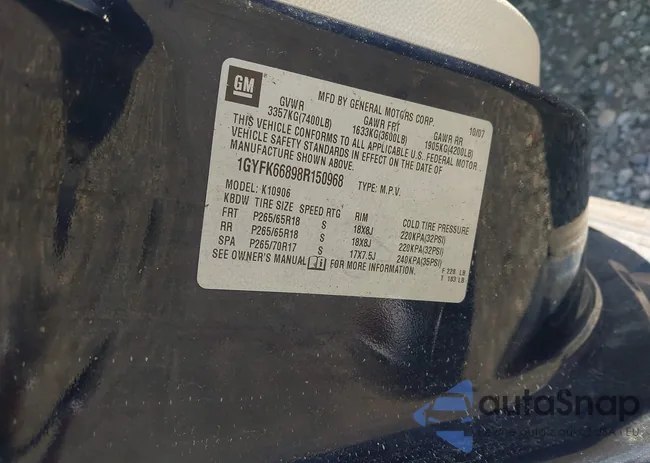 GM
MFD BY GENERAL MOTORS CORP
10/07
GVWR GAWR FRT GAWR RR
3357KG(7400LB) 1633KG(3600LB) 1905KG(4200LB)
THIS VEHICLE CONFORMS TO ALL APPLICABLE U.S. FEDERAL MOTOR
VEHICLE SAFETY STANDARDS IN EFFECT ON THE DATE OF
MANUFACTURE SHOWN ABOVE.
1GYFK66898R150968 TYPE: M.P.V.
MODEL: K10906
KBDW TIRE SIZE SPEED RTG RIM COLD TIRE PRESSURE
FRT P265/65R18 S 18X8J 220KPA(32PSI)
RR P265/65R18 S 18X8J 220KPA(32PSI)
SPA P265/70R17 S 17X7.5J 240KPA(35PSI)
SEE OWNER'S MANUAL FOR MORE INFORMATION.
F 226 LB
T 183 LB
autoSnap